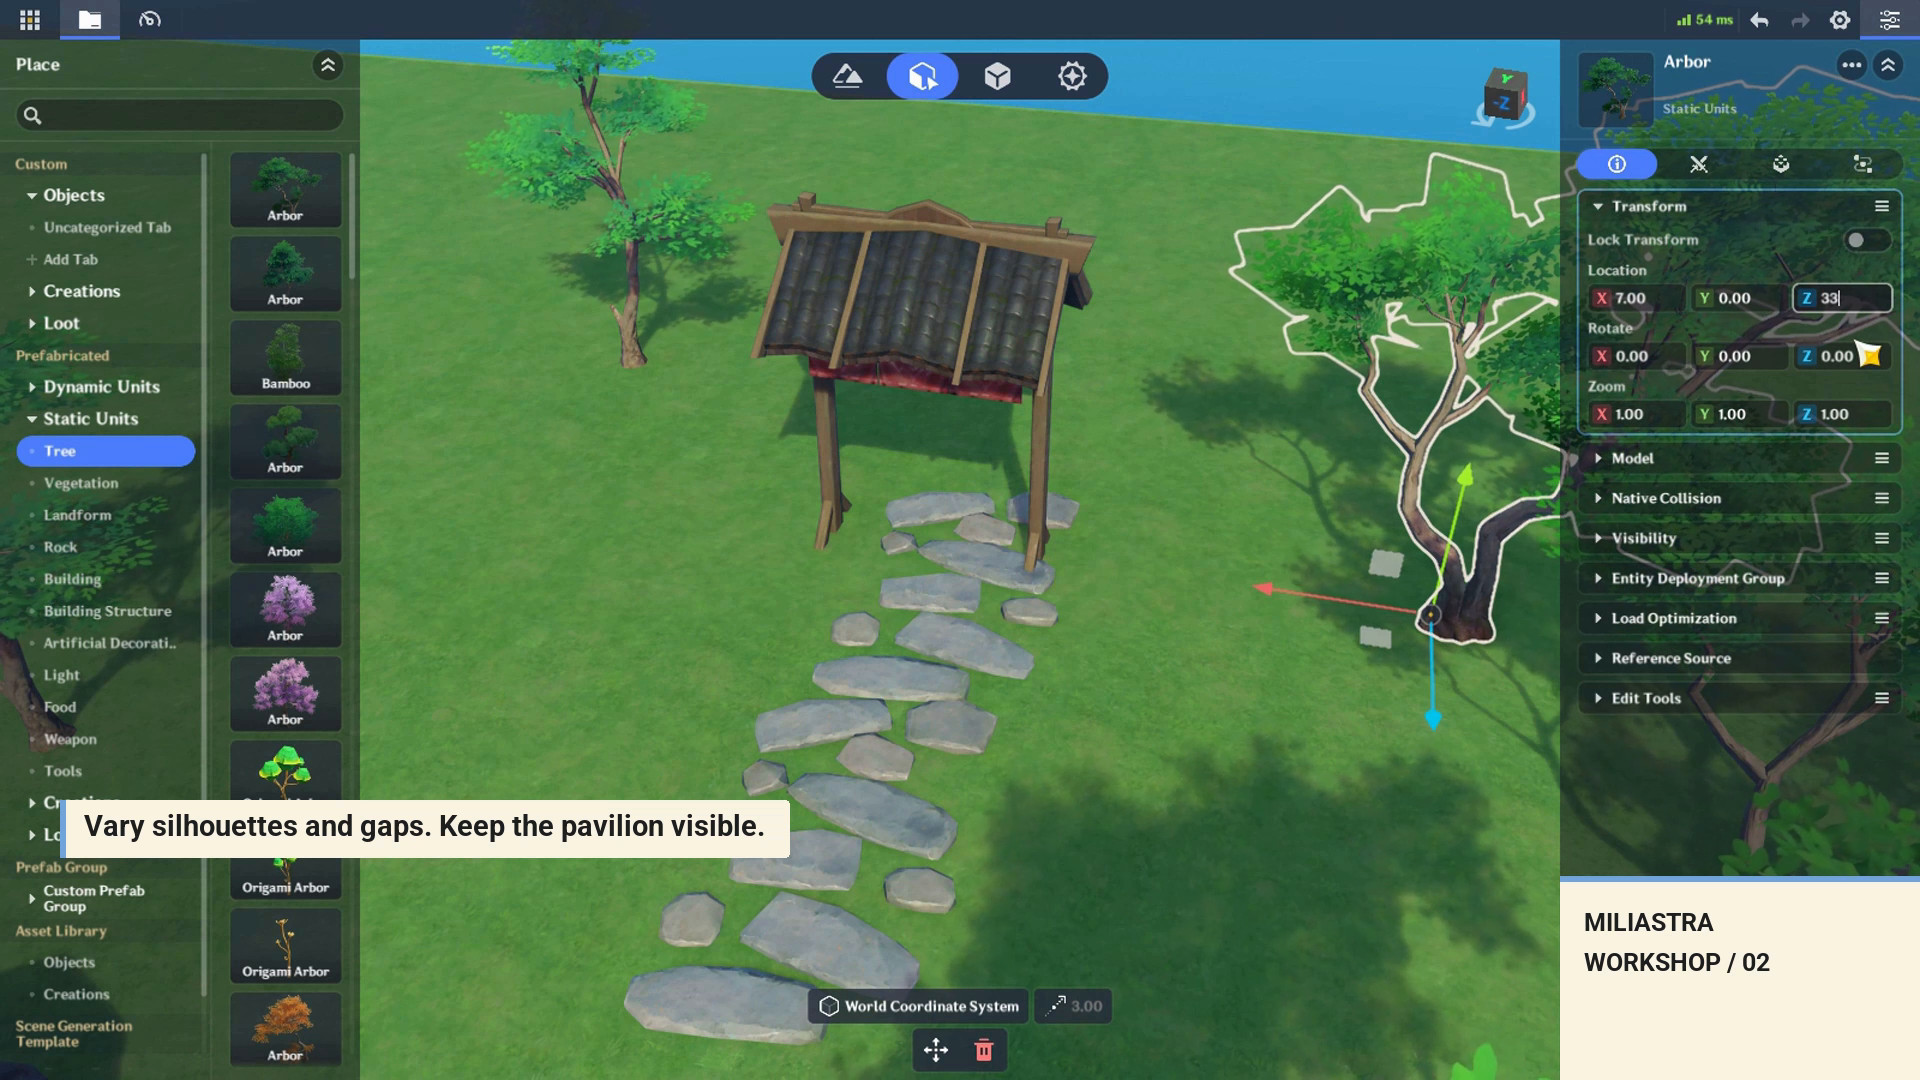 54 ms
Place
Custom
Objects
Uncategorized Tab
Add Tab
Creations
Loot
Prefabricated
Dynamic Units
Static Units
Tree
Vegetation
Landform
Rock
Building
Building Structure
Artificial Decorati..
Light
Food
Weapon
Tools
Prefab Group
Custom Prefab
Group
Asset Library
Objects
Creations
Scene Generation
Template
Arbor
Arbor
Bamboo
Arbor
Arbor
Arbor
Arbor
Origami Arbor
Origami Arbor
Arbor
Y
-Z
Vary silhouettes and gaps. Keep the pavilion visible.
World Coordinate System
3.00
Arbor
Static Units
Transform
Lock Transform
Location
X 7.00 Y 0.00 Z 33
Rotate
X 0.00 Y 0.00 Z 0.00
Zoom
X 1.00 Y 1.00 Z 1.00
Model
Native Collision
Visibility
Entity Deployment Group
Load Optimization
Reference Source
Edit Tools
MILIASTRA
WORKSHOP / 02